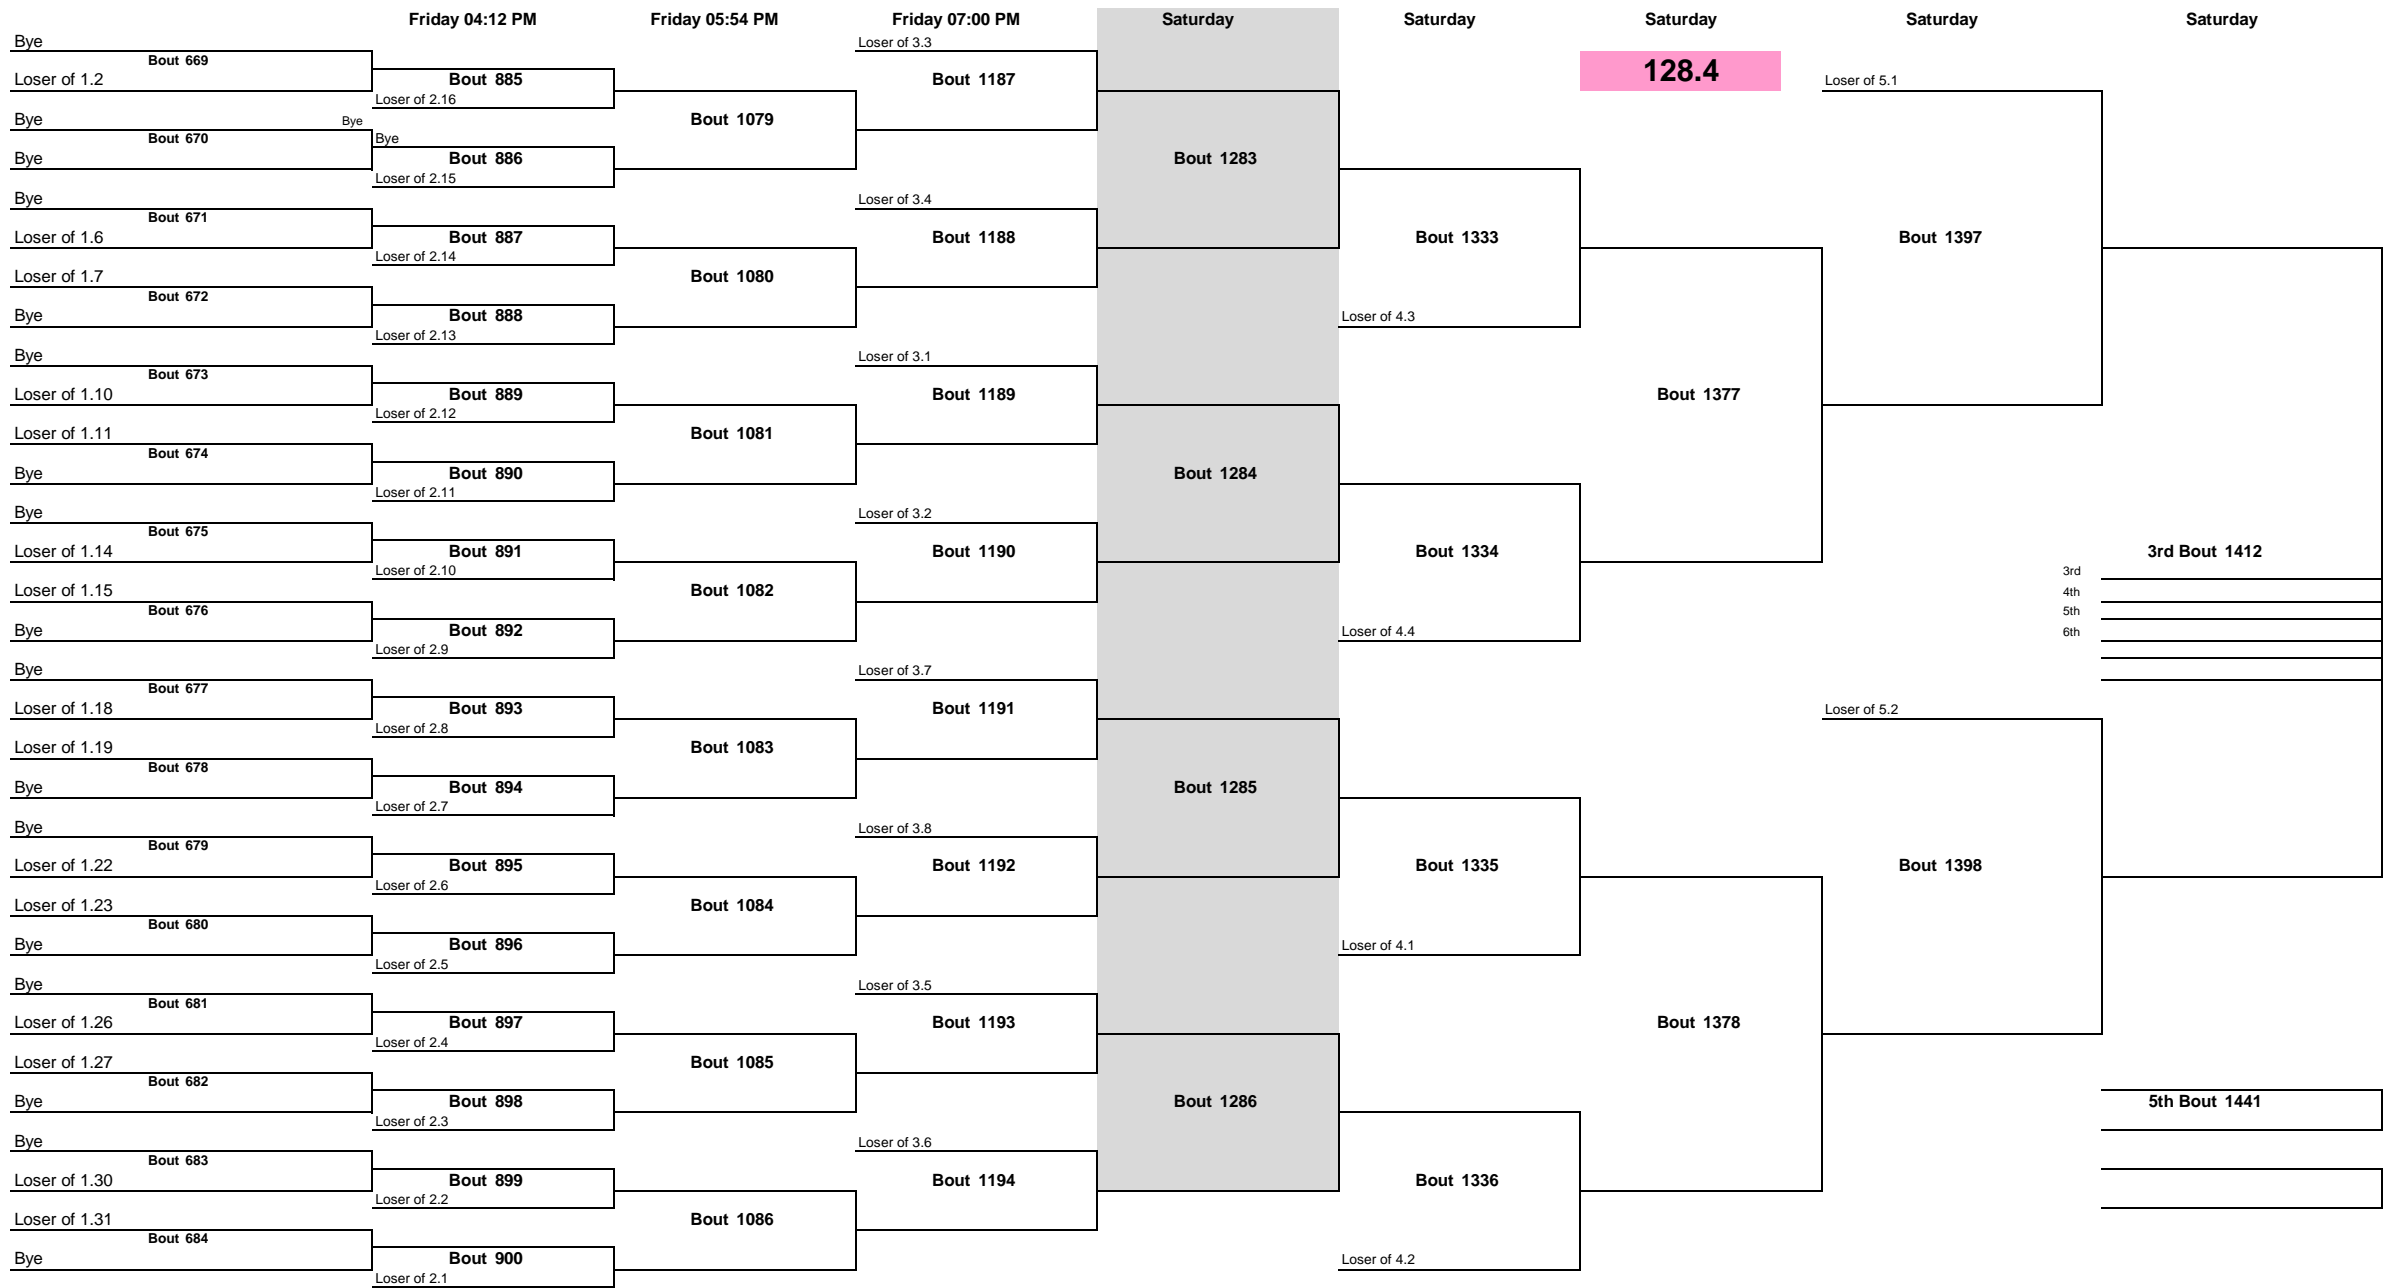 Friday 04:12 PM Friday 05:54 PM Friday 07:00 PM Saturday Saturday Saturday Saturday Saturday
Bye Loser of 3.3
Bout 669
128.4
Loser of 1.2 Bout 885 Bout 1187 Loser of 5.1
Loser of 2.16
Bye Bye Bout 1079
Bout 670 Bye
Bye Bout 886 Bout 1283
Loser of 2.15
Bye Loser of 3.4
Bout 671
Loser of 1.6 Bout 887 Bout 1188 Bout 1333 Bout 1397
Loser of 2.14
Loser of 1.7 Bout 1080
Bout 672
Bye Bout 888 Loser of 4.3
Loser of 2.13
Bye Loser of 3.1
Bout 673
Loser of 1.10 Bout 889 Bout 1189 Bout 1377
Loser of 2.12
Loser of 1.11 Bout 1081
Bout 674
Bye Bout 890 Bout 1284
Loser of 2.11
Bye Loser of 3.2
Bout 675
Loser of 1.14 Bout 891 Bout 1190 Bout 1334 3rd Bout 1412
Loser of 2.10 3rd
Loser of 1.15 Bout 1082 4th
Bout 676 5th
Bye Bout 892 Loser of 4.4 6th
Loser of 2.9
Bye Loser of 3.7
Bout 677
Loser of 1.18 Bout 893 Bout 1191 Loser of 5.2
Loser of 2.8
Loser of 1.19 Bout 1083
Bout 678
Bye Bout 894 Bout 1285
Loser of 2.7
Bye Loser of 3.8
Bout 679
Loser of 1.22 Bout 895 Bout 1192 Bout 1335 Bout 1398
Loser of 2.6
Loser of 1.23 Bout 1084
Bout 680
Bye Bout 896 Loser of 4.1
Loser of 2.5
Bye Loser of 3.5
Bout 681
Loser of 1.26 Bout 897 Bout 1193 Bout 1378
Loser of 2.4
Loser of 1.27 Bout 1085
Bout 682
Bye Bout 898 Bout 1286 5th Bout 1441
Loser of 2.3
Bye Loser of 3.6
Bout 683
Loser of 1.30 Bout 899 Bout 1194 Bout 1336
Loser of 2.2
Loser of 1.31 Bout 1086
Bout 684
Bye Bout 900 Loser of 4.2
Loser of 2.1